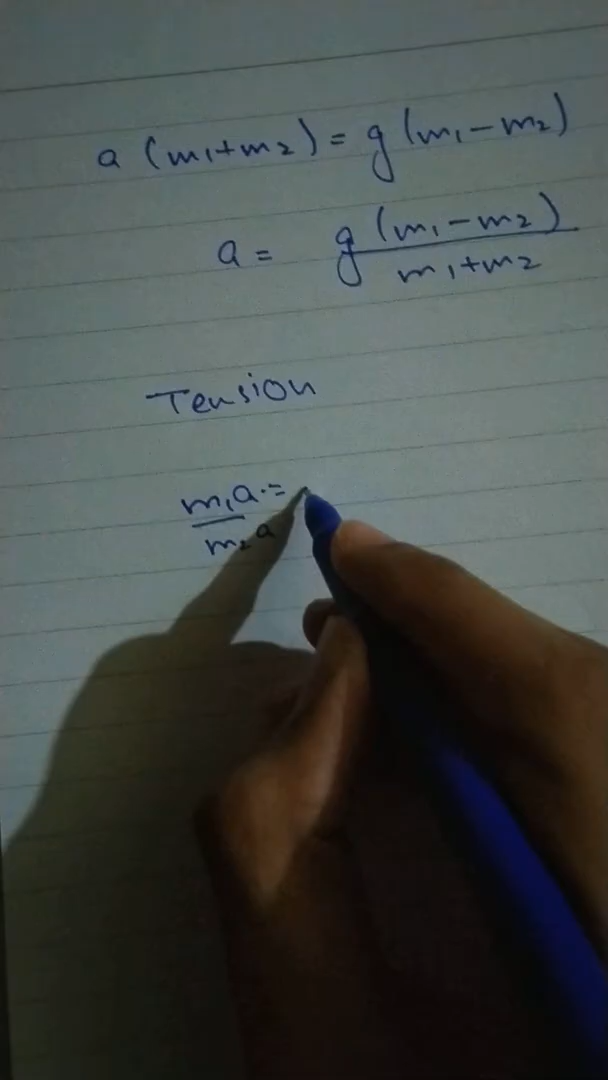 a (m1+m2) = g (m1 - m2)
a = g (m1 - m2)
m1+m2
Tension
m1a =
m2a